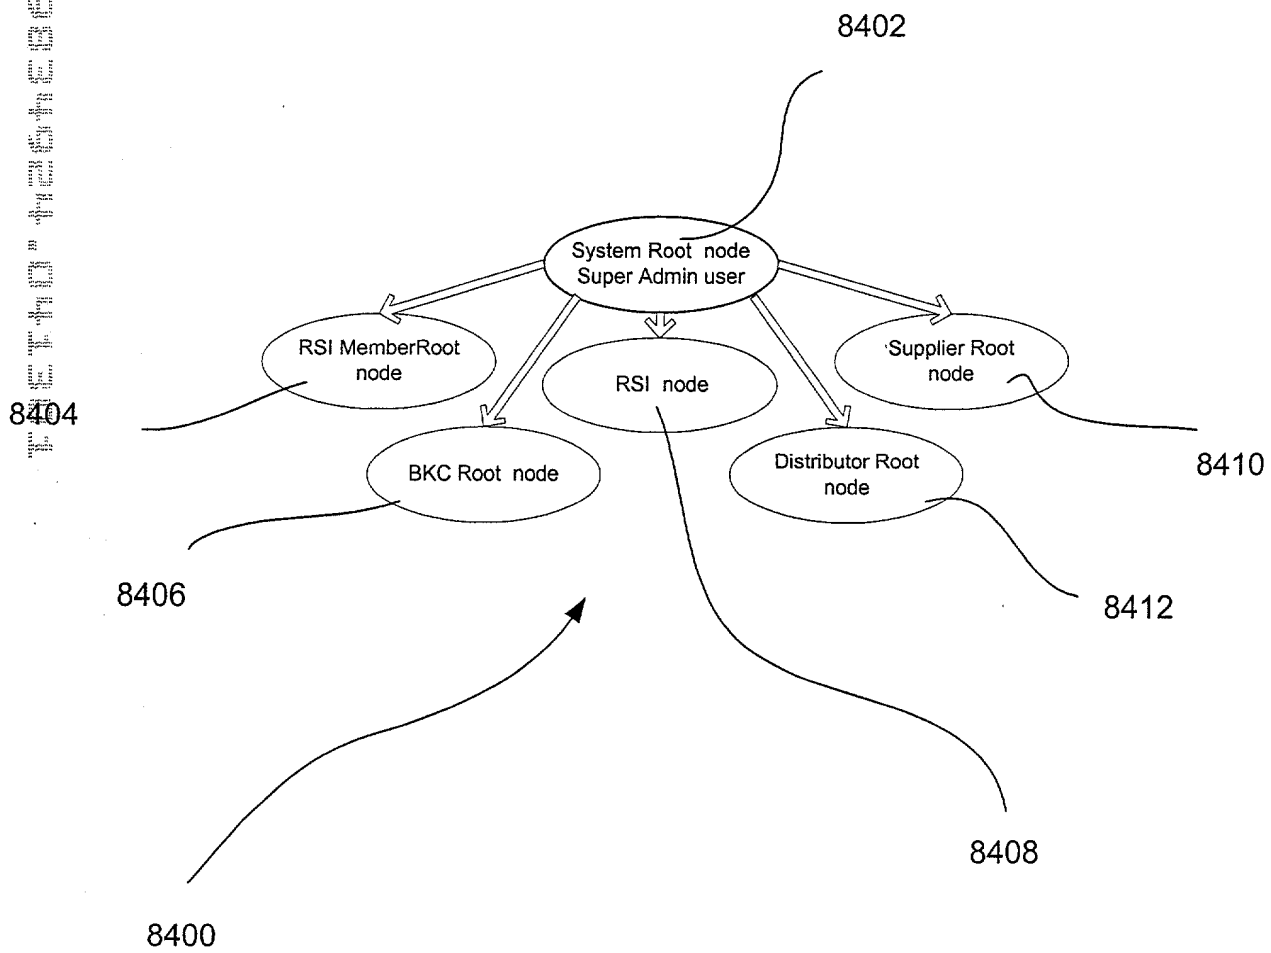 8402
System Root node
Super Admin user
RSI MemberRoot
node
RSI node
Supplier Root
node
8404
BKC Root node
Distributor Root
node
8410
8406
8412
8408
8400